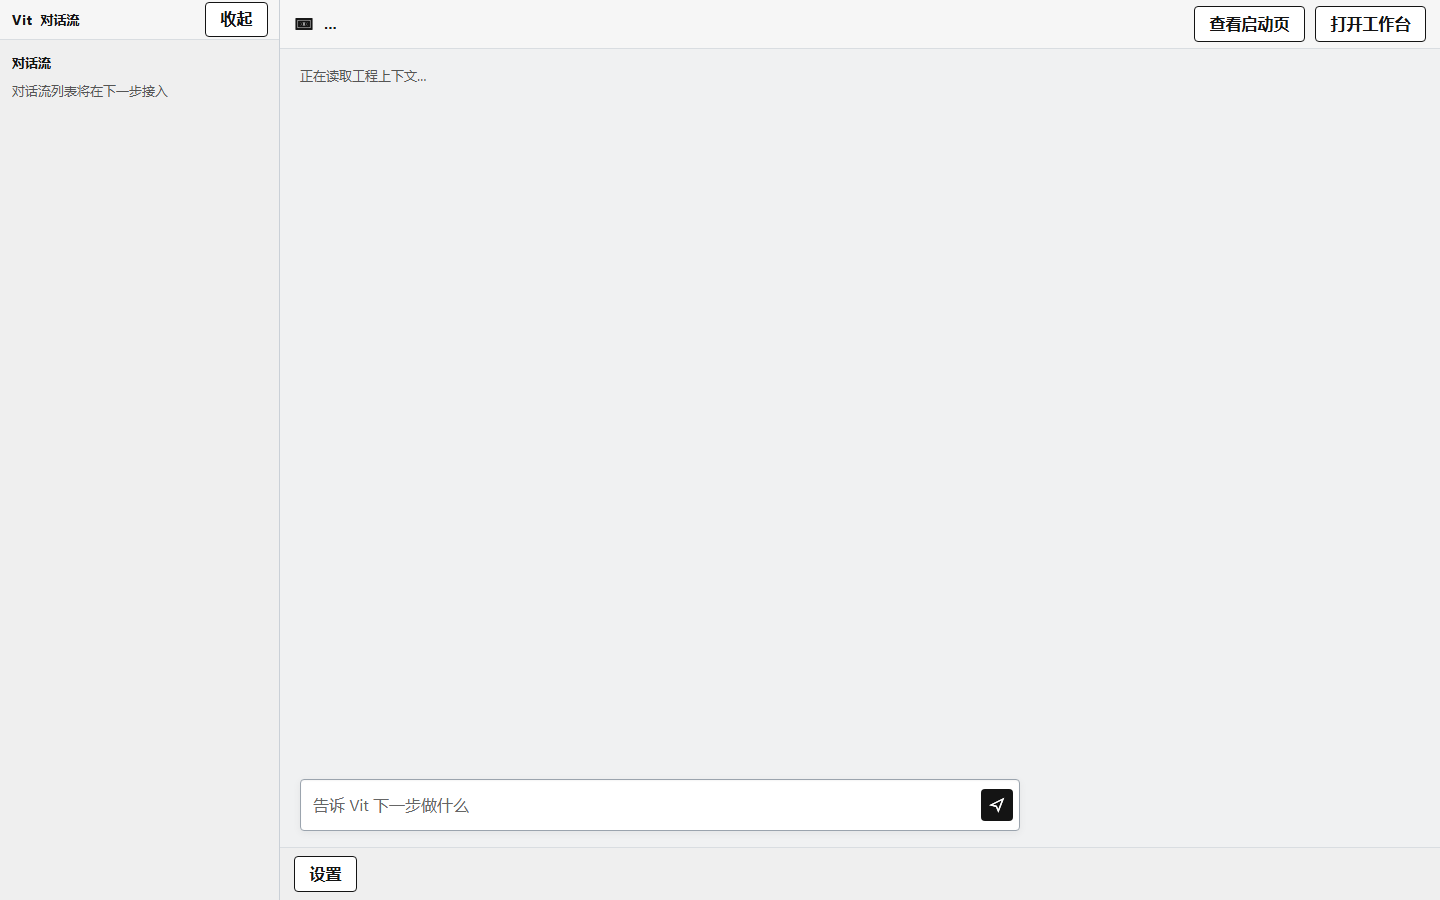 Vit 对话流
收起
对话流
对话流列表将在下一步接入
...
查看启动页
打开工作台
正在读取工程上下文...
告诉 Vit 下一步做什么
设置